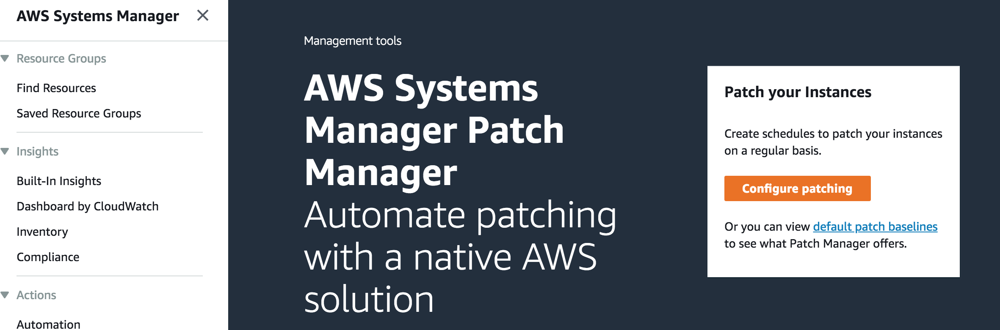 AWS Systems Manager
Resource Groups
Find Resources
Saved Resource Groups
Insights
Built-In Insights
Dashboard by CloudWatch
Inventory
Compliance
Actions
Automation
Management tools
AWS Systems
Manager Patch
Manager
Automate patching
with a native AWS
solution
Patch your Instances
Create schedules to patch your instances
on a regular basis.
Configure patching
Or you can view default patch baselines
to see what Patch Manager offers.